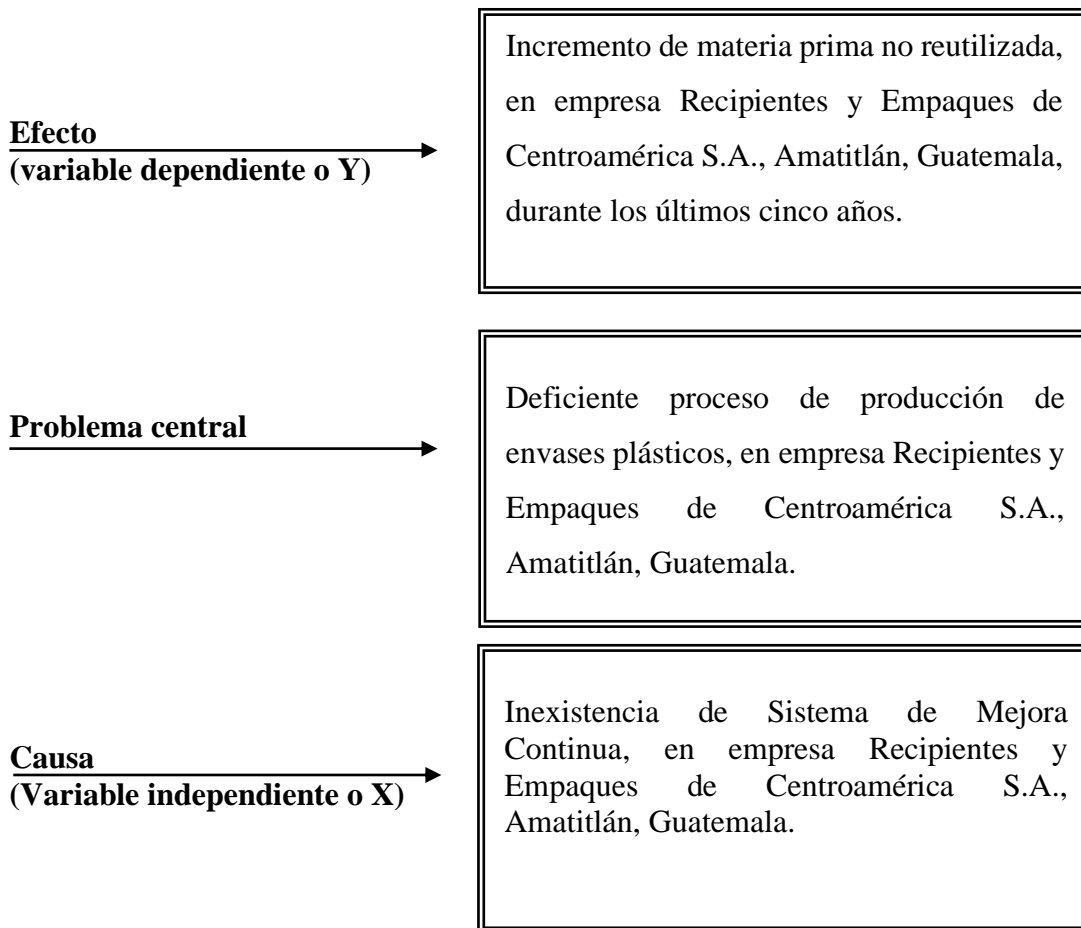 Efecto
(variable dependiente o Y)
Incremento de materia prima no reutilizada,
en empresa Recipientes y Empaques de
Centroamérica S.A., Amatitlán, Guatemala,
durante los últimos cinco años.
Problema central
Deficiente proceso de producción de
envases plásticos, en empresa Recipientes y
Empaques de Centroamérica S.A.,
Amatitlán, Guatemala.
Causa
(Variable independiente o X)
Inexistencia de Sistema de Mejora
Continua, en empresa Recipientes y
Empaques de Centroamérica S.A.,
Amatitlán, Guatemala.